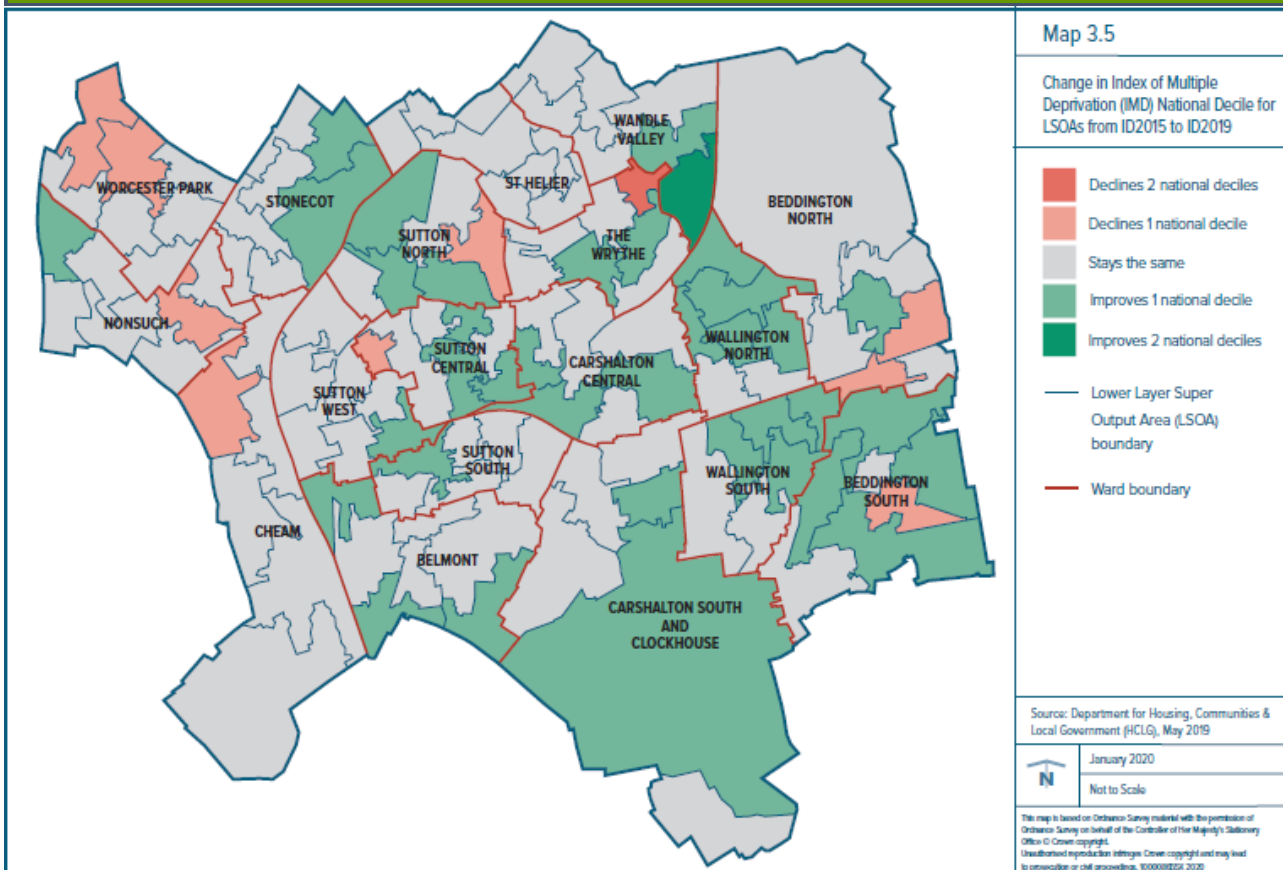 Map 3.5
Change in Index of Multiple
Deprivation (IMD) National Decile for
LSOAs from ID2015 to ID2019
Declines 2 national deciles
Declines 1 national decile
Stays the same
Improves 1 national decile
Improves 2 national deciles
Lower Layer Super
Output Area (LSOA)
boundary
Ward boundary
WANDLE
VALLEY
WORCESTER PARK
STONECOT
ST HELIER
BEDDINGTON
NORTH
SUTTON
NORTH
THE
WRYTHE
NONSUCH
SUTTON
CENTRAL
CARSHALTON
CENTRAL
WALLINGTON
NORTH
SUTTON
WEST
SUTTON
SOUTH
WALLINGTON
SOUTH
BEDDINGTON
SOUTH
CHEAM
BELMONT
CARSHALTON SOUTH
AND
CLOCKHOUSE
Source: Department for Housing, Communities &
Local Government (HCLG), May 2019
N
January 2020
Not to Scale
This map is based on Ordnance Survey material with the permission of
Ordnance Survey on behalf of the Controller of Her Majesty's Stationery
Office © Crown copyright.
Unauthorised reproduction infringes Crown copyright and may lead
to prosecution or civil proceedings. 2020